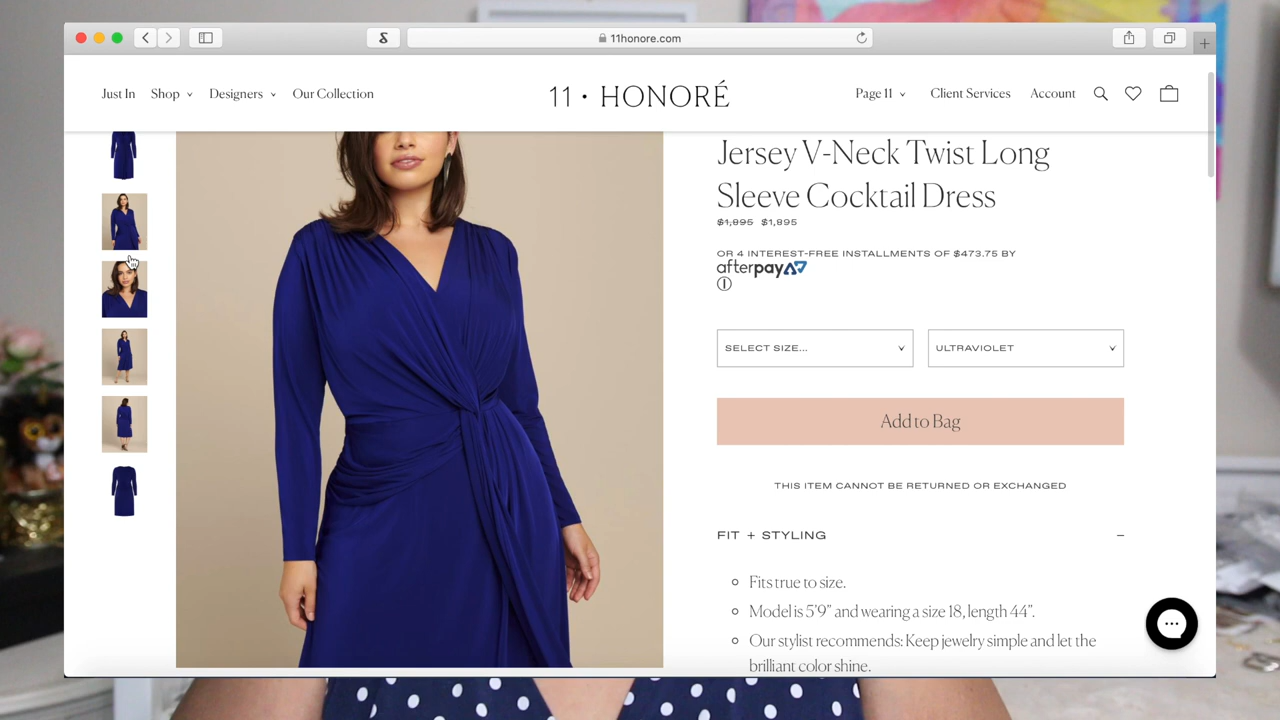 11honore.com
Just In Shop Designers Our Collection 11 • HONORÉ Page 11 Client Services Account
Jersey V-Neck Twist Long
Sleeve Cocktail Dress
$1,895 $1,895
OR 4 INTEREST-FREE INSTALLMENTS OF $473.75 BY
afterpay
SELECT SIZE... ULTRAVIOLET
Add to Bag
THIS ITEM CANNOT BE RETURNED OR EXCHANGED
FIT + STYLING
Fits true to size.
Model is 5'9" and wearing a size 18, length 44".
Our stylist recommends: Keep jewelry simple and let the
brilliant color shine.